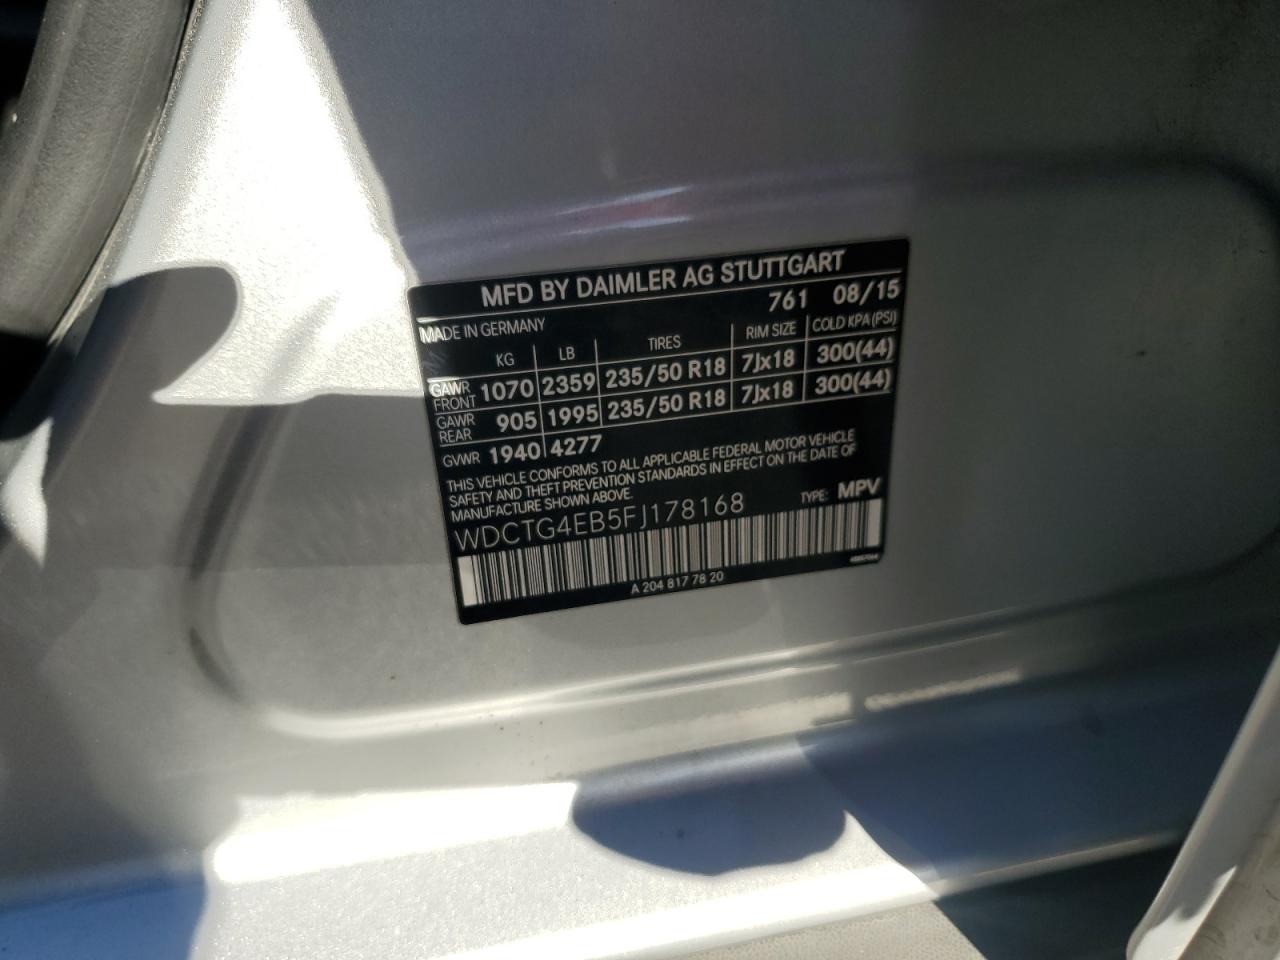 MFD BY DAIMLER AG STUTTGART
761 08/15
MADE IN GERMANY
KG LB TIRES RIM SIZE COLD KPA (PSI)
GAWR FRONT 1070 2359 235/50 R18 7Jx18 300(44)
GAWR REAR 905 1995 235/50 R18 7Jx18 300(44)
GVWR 1940 4277
THIS VEHICLE CONFORMS TO ALL APPLICABLE FEDERAL MOTOR VEHICLE
SAFETY AND THEFT PREVENTION STANDARDS IN EFFECT ON THE DATE OF
MANUFACTURE SHOWN ABOVE.
WDCTG4EB5FJ178168 TYPE: MPV
A 204 817 78 20